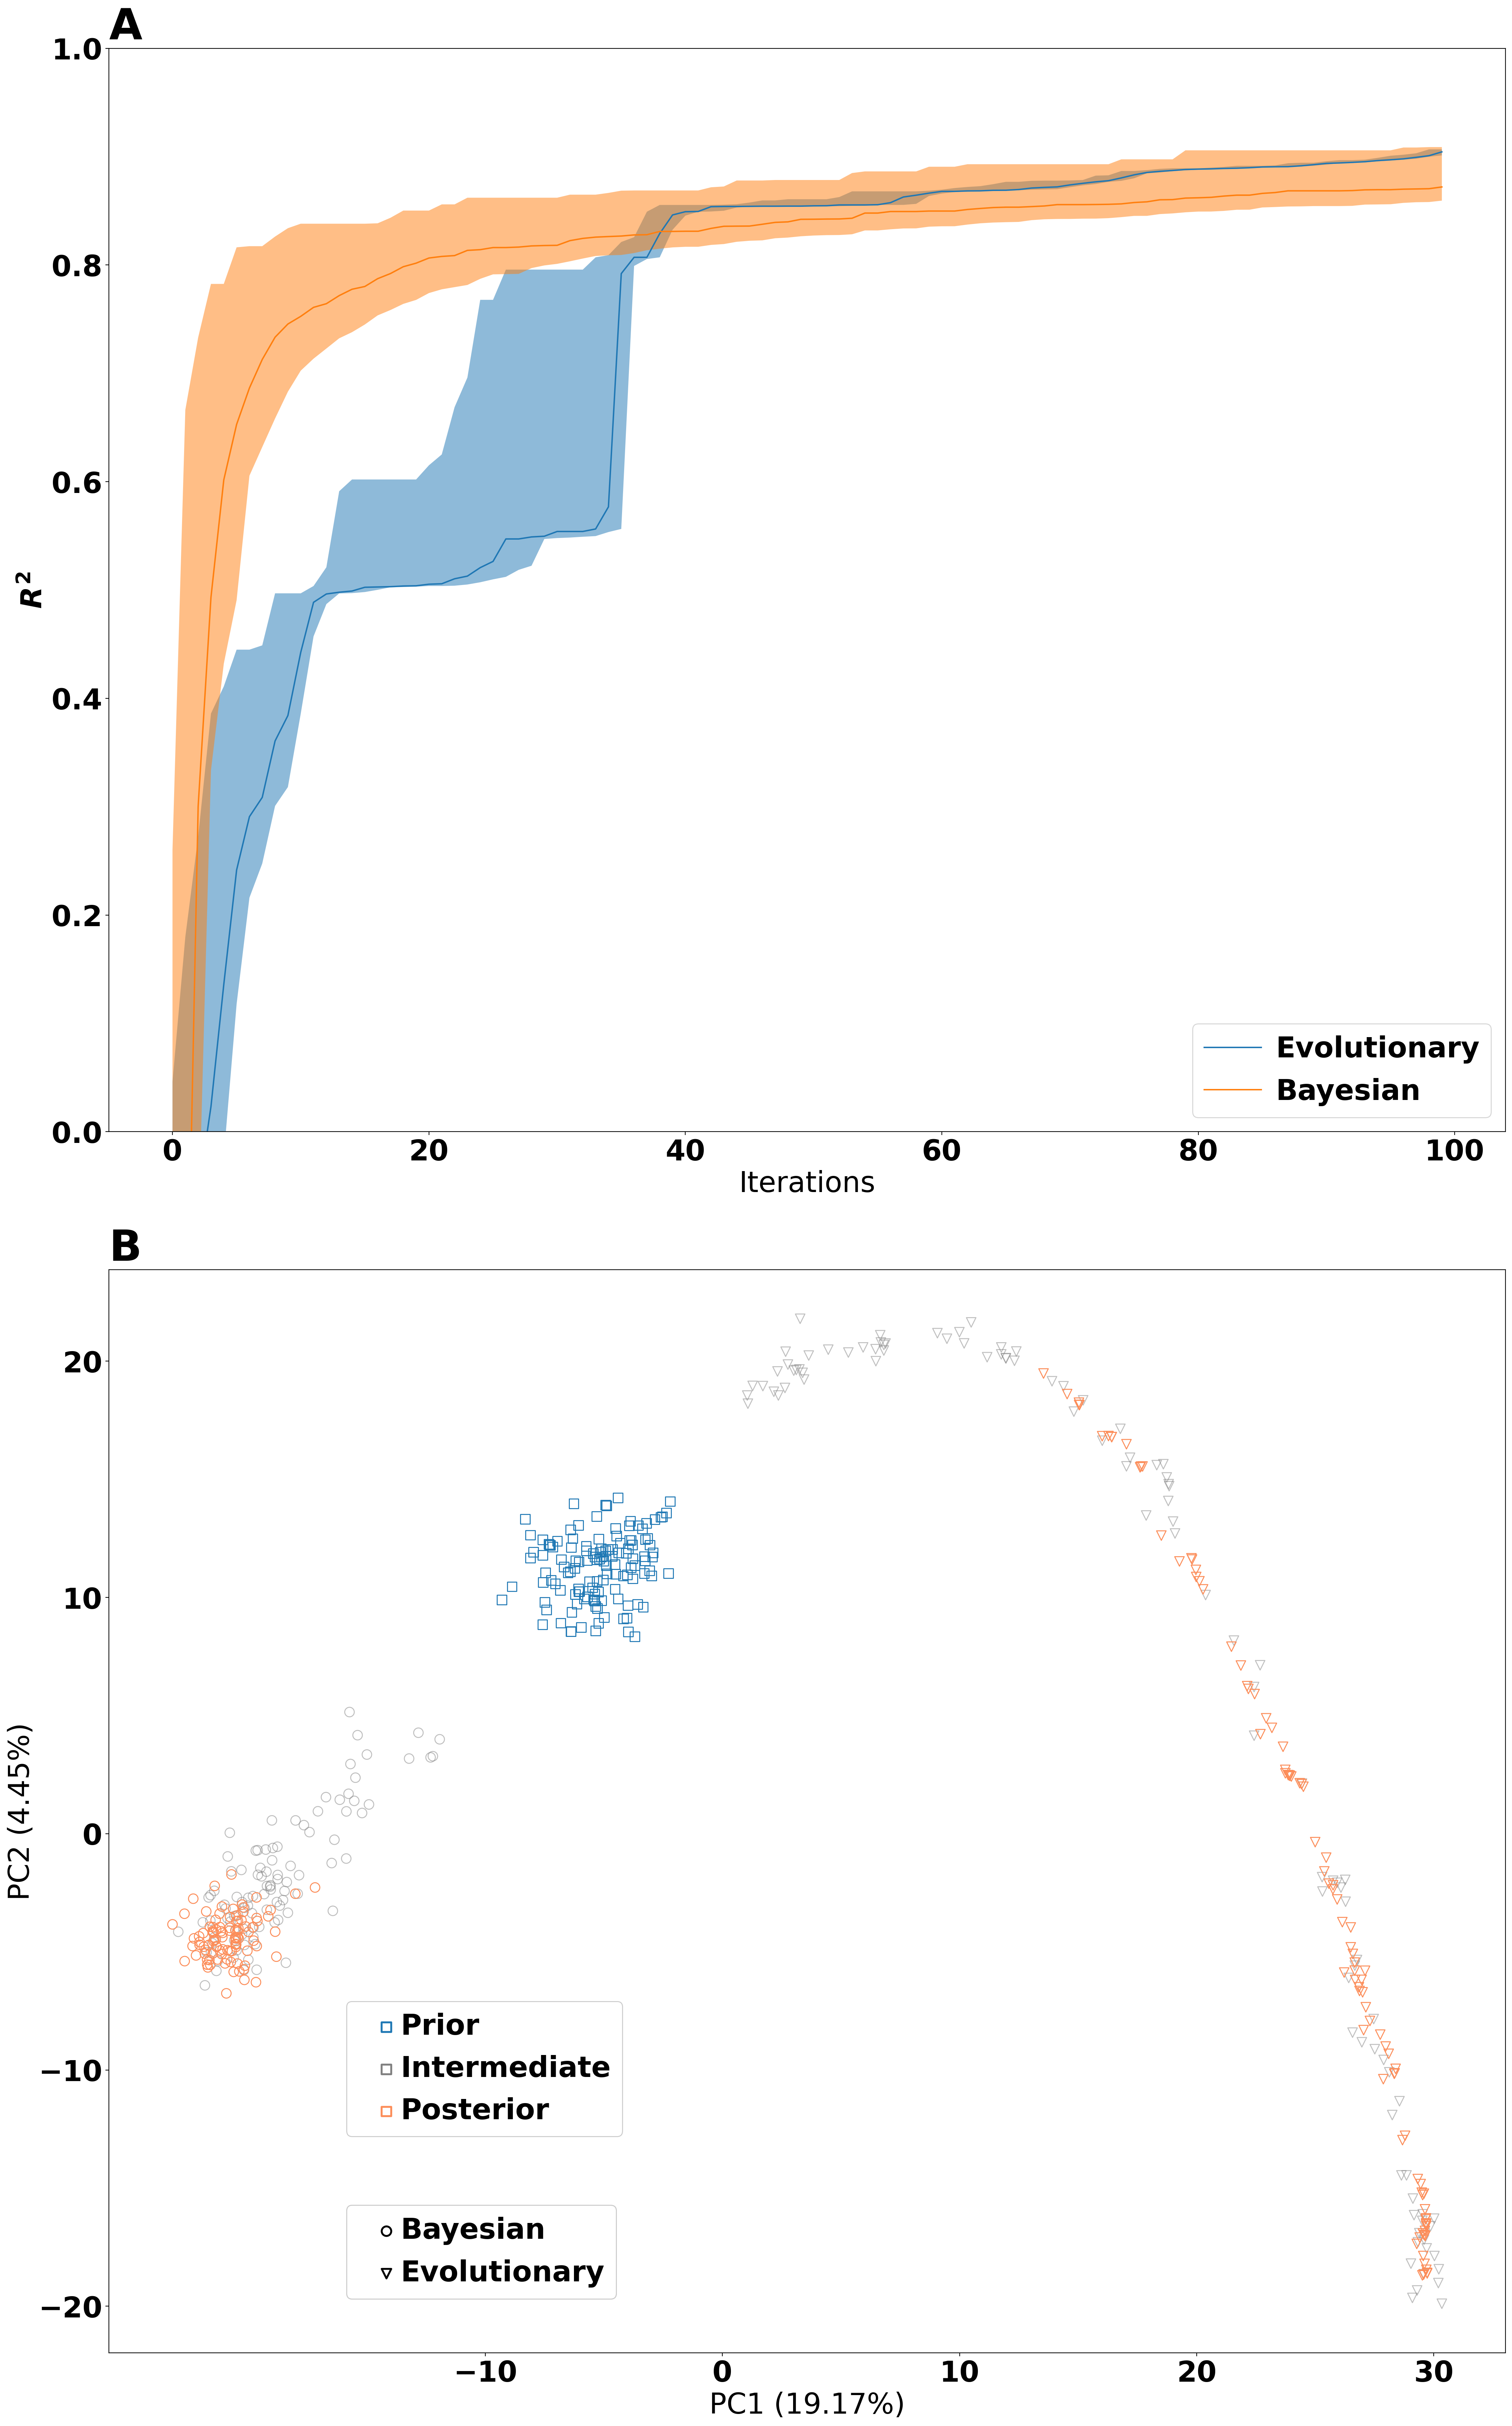 A
1.0
0.8
0.6
0.4
0.2
0.0
R²
0 20 40 60 80 100
Iterations
Evolutionary
Bayesian
B
20
10
0
−10
−20
PC2 (4.45%)
−10 0 10 20 30
PC1 (19.17%)
Prior
Intermediate
Posterior
Bayesian
Evolutionary